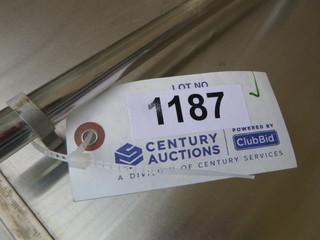 LOT NO
1187
CENTURY AUCTIONS
POWERED BY
ClubBid
A DIVISION OF CENTURY SERVICES